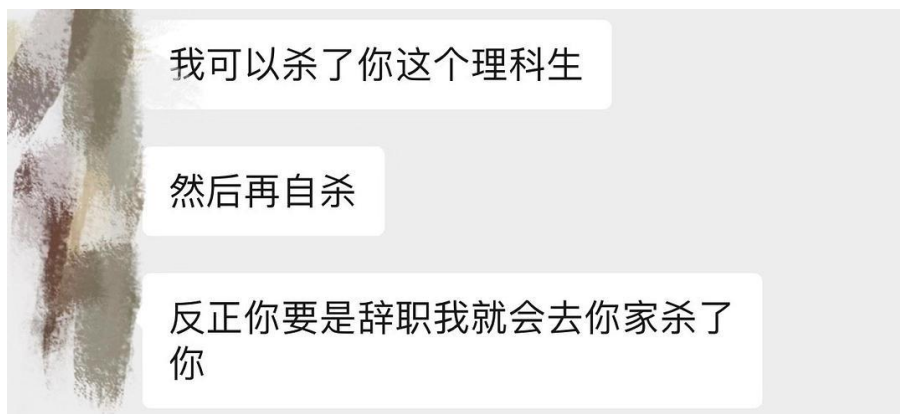 我可以杀了你这个理科生
然后再自杀
反正你要是辞职我就会去你家杀了
你